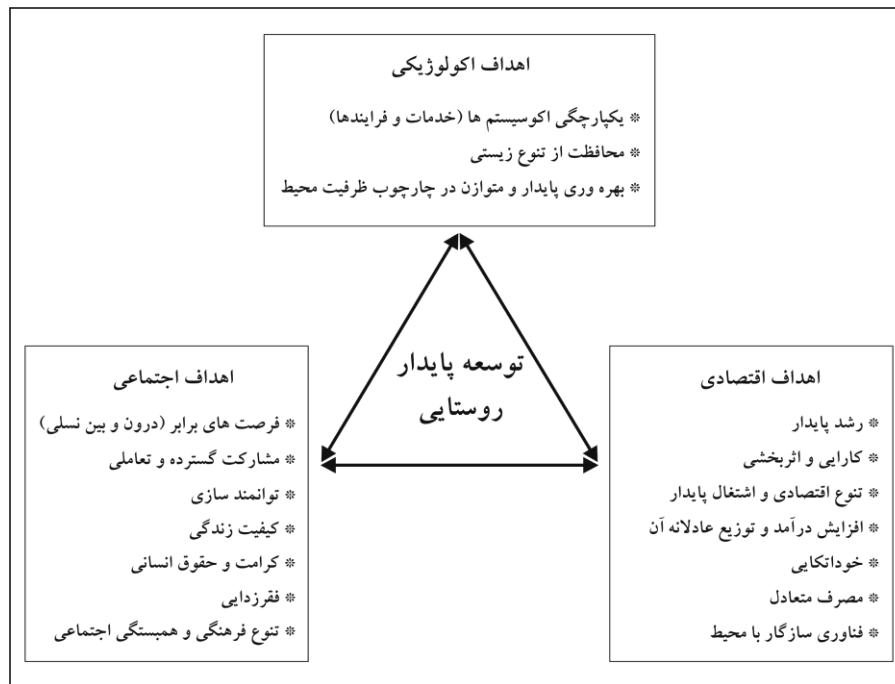 اهداف اکولوژیکی
* یکپارچگی اکوسیستم ها (خدمات و فرایندها)
* محافظت از تنوع زیستی
* بهره وری پایدار و متوازن در چارچوب ظرفیت محیط
توسعه پایدار
روستایی
اهداف اقتصادی
* رشد پایدار
* کارایی و اثربخشی
* تنوع اقتصادی و اشتغال پایدار
* افزایش درآمد و توزیع عادلانه آن
* خوداتکایی
* مصرف متعادل
* فناوری سازگار با محیط
اهداف اجتماعی
* فرصت های برابر (درون و بین نسلی)
* مشارکت گسترده و تعاملی
* توانمند سازی
* کیفیت زندگی
* کرامت و حقوق انسانی
* فقرزدایی
* تنوع فرهنگی و همبستگی اجتماعی